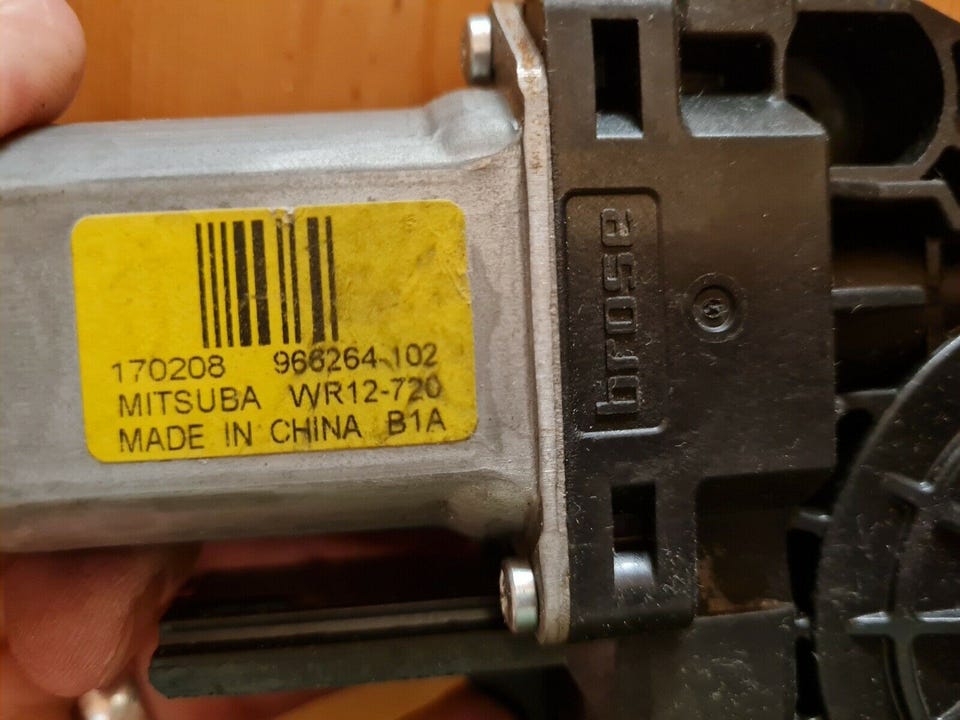 170208 966264-102
MITSUBA WR12-720
MADE IN CHINA B1A
brose